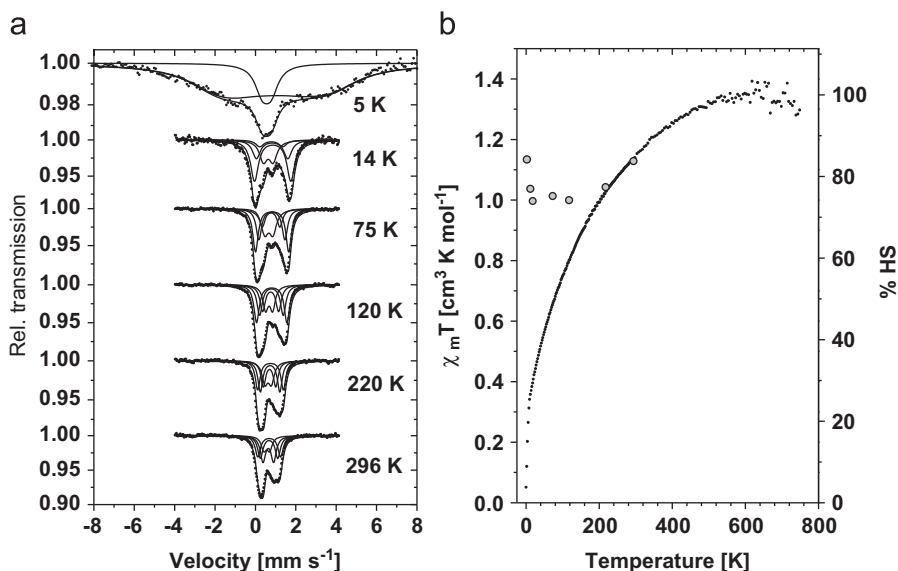 a
1.00
0.98
5 K
1.00
0.95
14 K
1.00
0.95
75 K
1.00
0.95
120 K
1.00
0.95
220 K
1.00
0.95
0.90
296 K
-8 -6 -4 -2 0 2 4 6 8
Velocity [mm s⁻¹]
Rel. transmission
b
1.4
1.2
1.0
0.8
0.6
0.4
0.2
0.0
χ mT [cm³ K mol⁻¹]
0 200 400 600 800
Temperature [K]
100
80
60
40
20
0
SH %